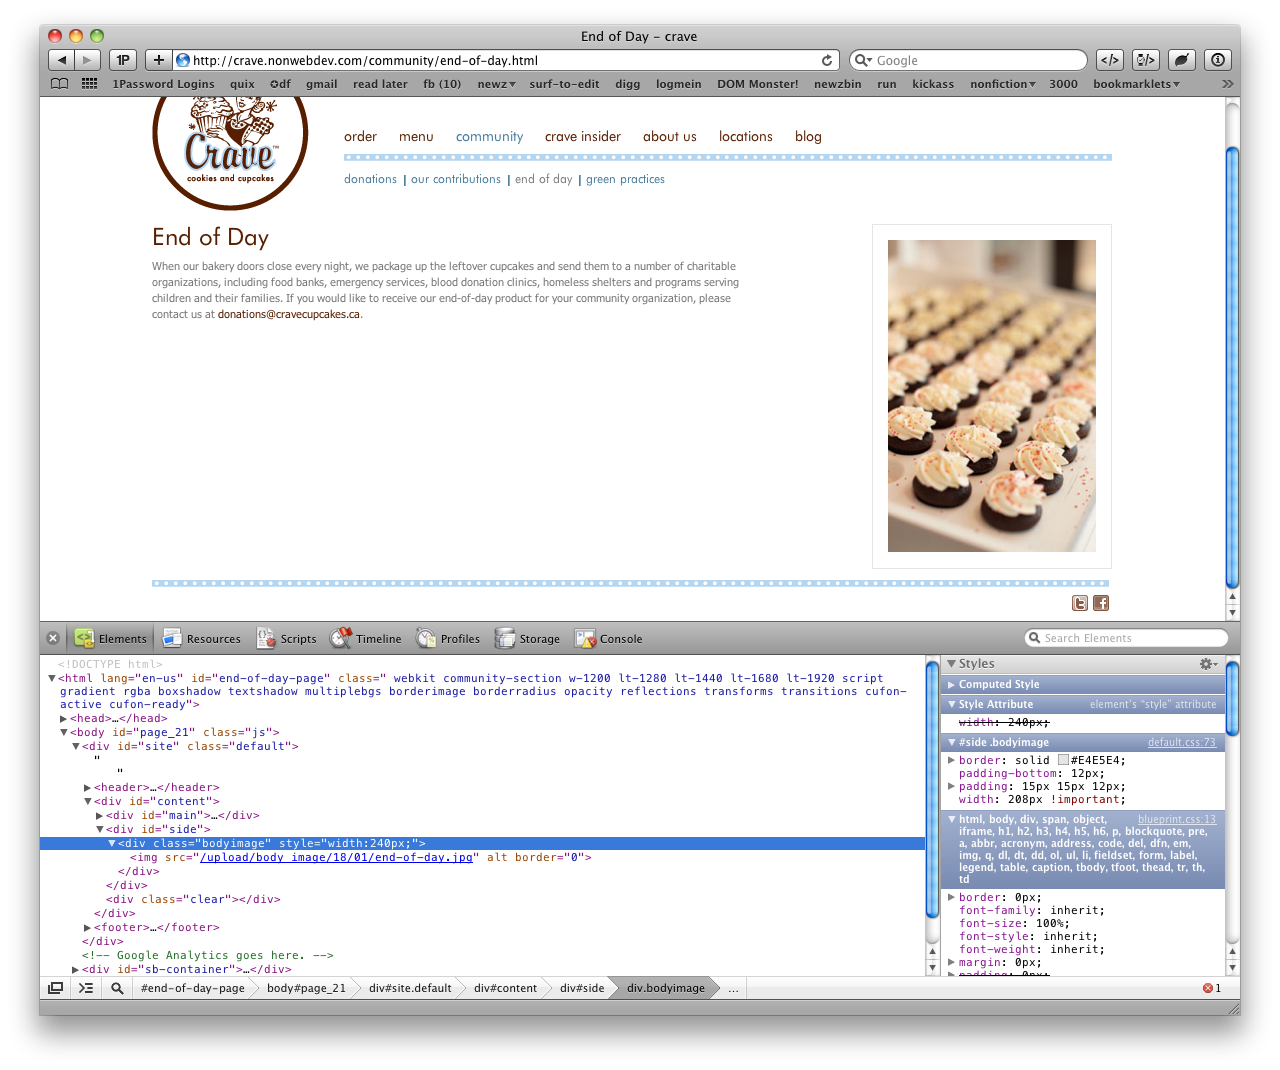 End of Day – crave
1P
http://crave.nonwebdev.com/community/end-of-day.html
Google
1Password Logins quix ✪df gmail read later fb (10) newz surf-to-edit digg logmein DOM Monster! newzbin run kickass nonfiction 3000 bookmarklets
Crave™
cookies and cupcakes
order menu community crave insider about us locations blog
donations | our contributions | end of day | green practices
End of Day
When our bakery doors close every night, we package up the leftover cupcakes and send them to a number of charitable
organizations, including food banks, emergency services, blood donation clinics, homeless shelters and programs serving
children and their families. If you would like to receive our end-of-day product for your community organization, please
contact us at donations@cravecupcakes.ca.
Elements Resources Scripts Timeline Profiles Storage Console
Search Elements
<!DOCTYPE html>
<html lang="en-us" id="end-of-day-page" class=" webkit community-section w-1200 lt-1280 lt-1440 lt-1680 lt-1920 script
gradient rgba boxshadow textshadow multiplebgs borderimage borderradius opacity reflections transforms transitions cufon-
active cufon-ready">
<head>…</head>
<body id="page_21" class="js">
<div id="site" class="default">
"
"
<header>…</header>
<div id="content">
<div id="main">…</div>
<div id="side">
<div class="bodyimage" style="width:240px;">
<img src="/upload/body_image/18/01/end-of-day.jpg" alt border="0">
</div>
</div>
<div class="clear"></div>
</div>
<footer>…</footer>
</div>
<!-- Google Analytics goes here. -->
<div id="sb-container">…</div>
Styles
Computed Style
Style Attribute element's "style" attribute
width: 240px;
#side .bodyimage default.css:73
border: solid #E4E5E4;
padding-bottom: 12px;
padding: 15px 15px 12px;
width: 208px !important;
html, body, div, span, object, blueprint.css:13
iframe, h1, h2, h3, h4, h5, h6, p, blockquote, pre,
a, abbr, acronym, address, code, del, dfn, em,
img, q, dl, dt, dd, ol, ul, li, fieldset, form, label,
legend, table, caption, tbody, tfoot, thead, tr, th,
td
border: 0px;
font-family: inherit;
font-size: 100%;
font-style: inherit;
font-weight: inherit;
margin: 0px;
padding: 0px;
#end-of-day-page body#page_21 div#site.default div#content div#side div.bodyimage …
1